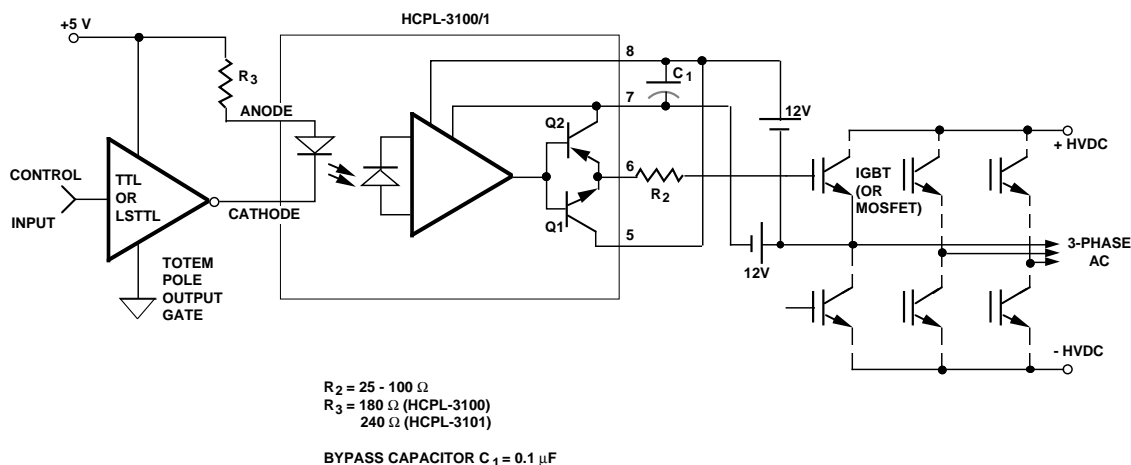 HCPL-3100/1
+5 V
R3
ANODE
CONTROL
INPUT
TTL
OR
LSTTL
CATHODE
TOTEM
POLE
OUTPUT
GATE
8
C1
7
Q2
6
R2
Q1
5
12V
12V
IGBT
(OR
MOSFET)
+ HVDC
3-PHASE
AC
- HVDC
R2 = 25 - 100 Ω
R3 = 180 Ω (HCPL-3100)
240 Ω (HCPL-3101)
BYPASS CAPACITOR C1 = 0.1 µF